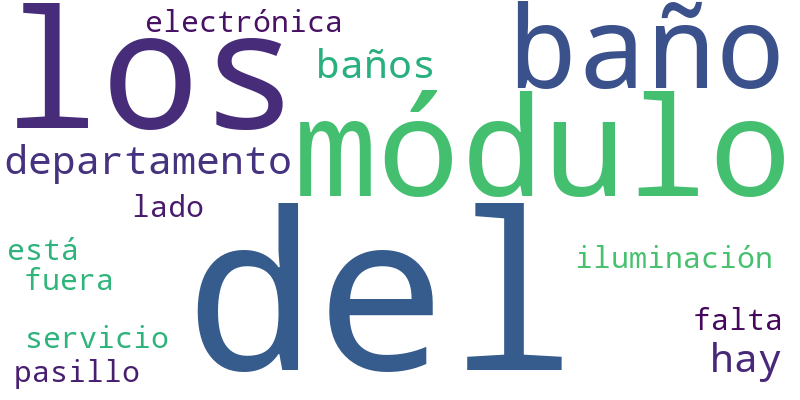 electrónica
los
baño
baños
módulo
departamento
lado
del
está
iluminación
fuera
falta
servicio
hay
pasillo